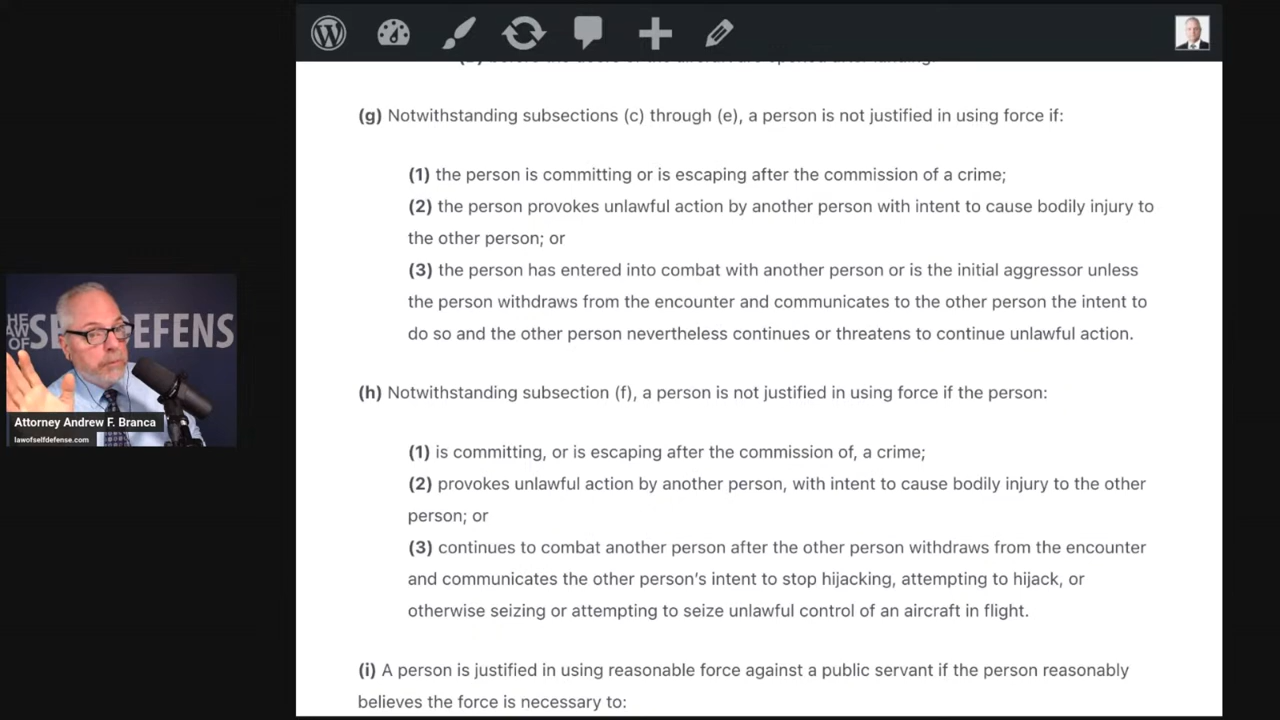 (g) Notwithstanding subsections (c) through (e), a person is not justified in using force if:
(1) the person is committing or is escaping after the commission of a crime;
(2) the person provokes unlawful action by another person with intent to cause bodily injury to
the other person; or
(3) the person has entered into combat with another person or is the initial aggressor unless
the person withdraws from the encounter and communicates to the other person the intent to
do so and the other person nevertheless continues or threatens to continue unlawful action.
(h) Notwithstanding subsection (f), a person is not justified in using force if the person:
(1) is committing, or is escaping after the commission of, a crime;
(2) provokes unlawful action by another person, with intent to cause bodily injury to the other
person; or
(3) continues to combat another person after the other person withdraws from the encounter
and communicates the other person's intent to stop hijacking, attempting to hijack, or
otherwise seizing or attempting to seize unlawful control of an aircraft in flight.
(i) A person is justified in using reasonable force against a public servant if the person reasonably
believes the force is necessary to:
HE
AW
OF
SE DEFENS
Attorney Andrew F. Branca
lawofselfdefense.com